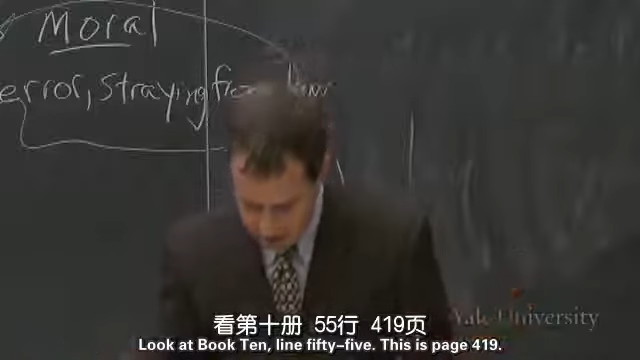 Moral
error, straying from
Yale University
看第十册 55行 419页
Look at Book Ten, line fifty-five. This is page 419.